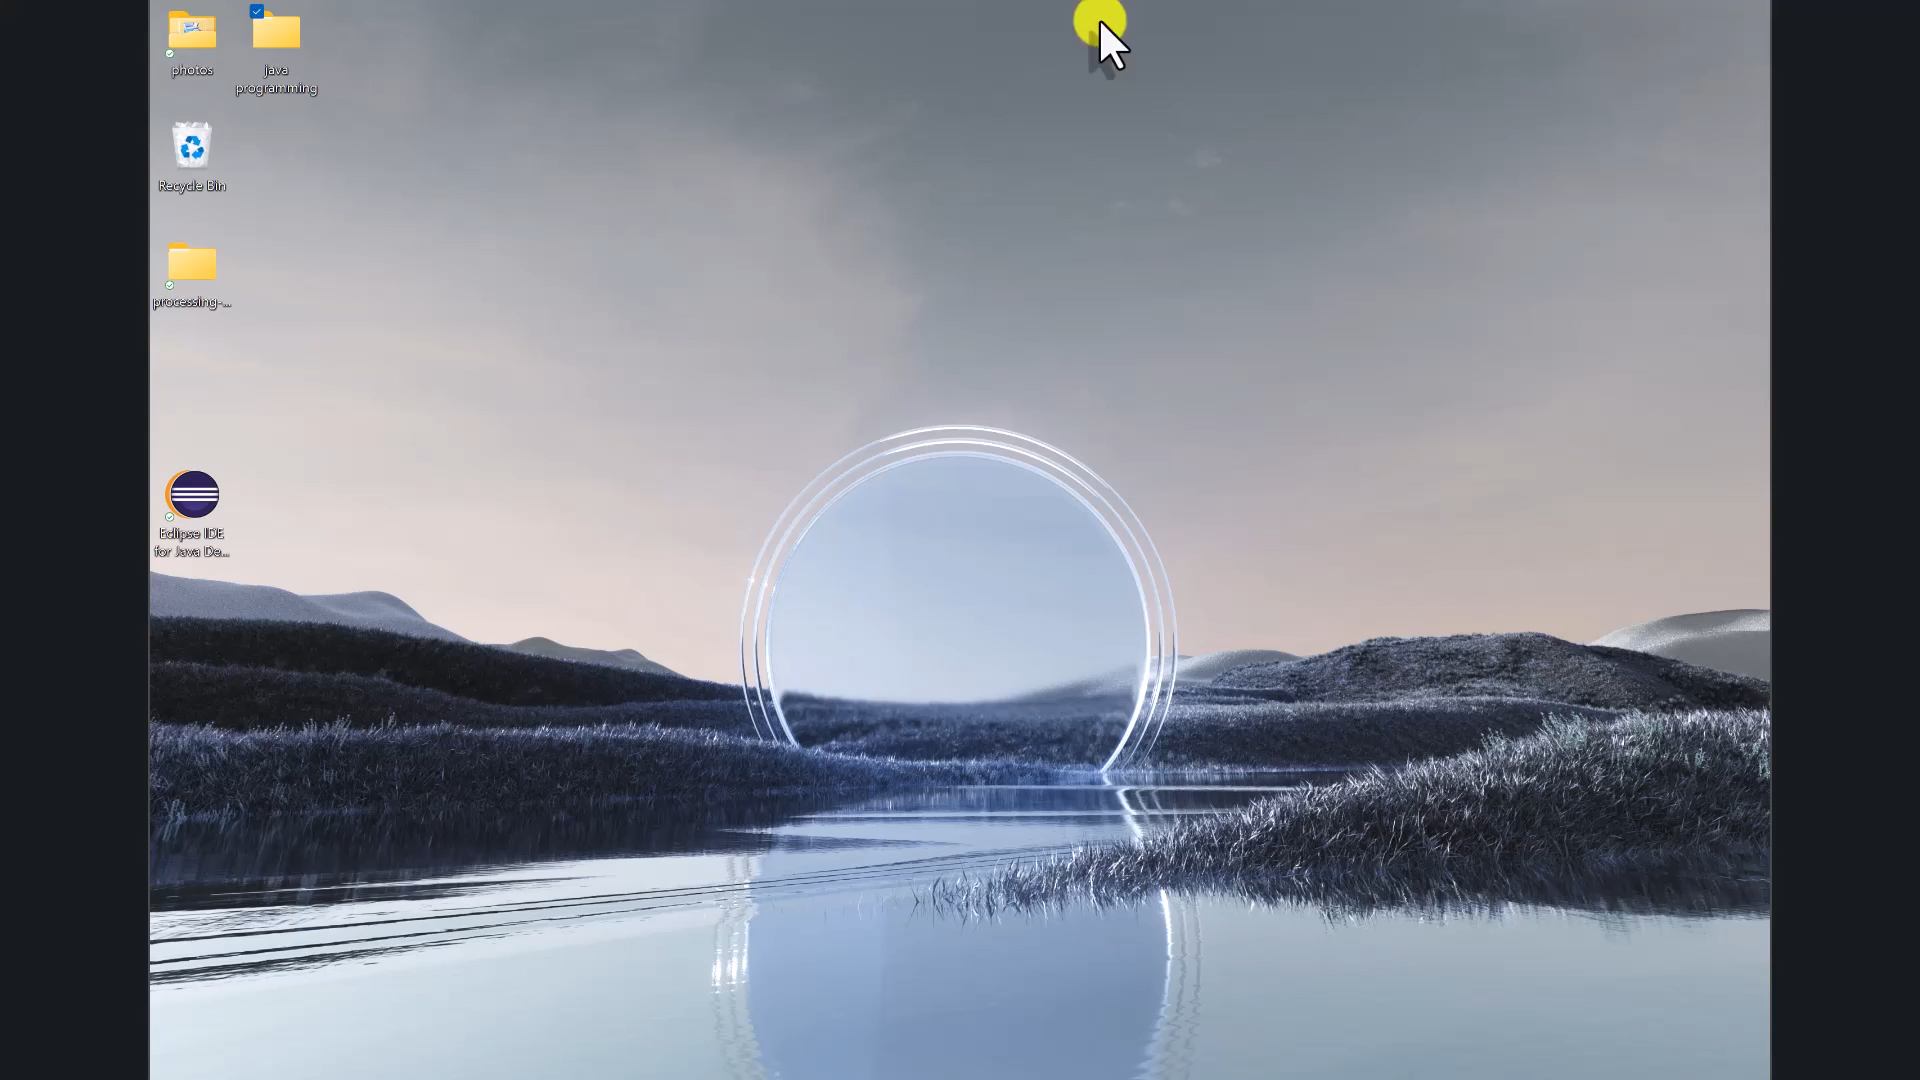 photos
java
programming
Recycle Bin
processing-...
Eclipse IDE
for Java De...